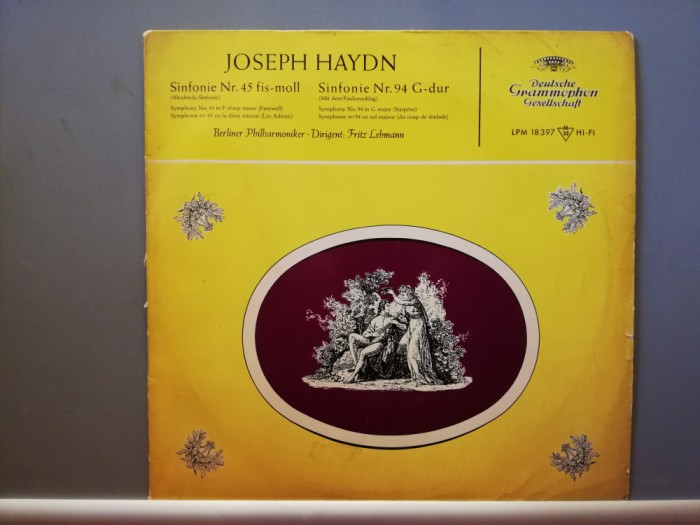 JOSEPH HAYDN
Sinfonie Nr. 45 fis-moll
(Abschieds-Sinfonie)
Symphony No. 45 in F sharp minor (Farewell)
Symphonie nº 45 en fa dièse mineur (Les Adieux)
Sinfonie Nr. 94 G-dur
(Mit dem Paukenschlag)
Symphony No. 94 in G major (Surprise)
Symphonie nº 94 en sol majeur (du coup de timbale)
Berliner Philharmoniker · Dirigent: Fritz Lehmann
Deutsche
Grammophon
Gesellschaft
LPM 18 397 M 33 HI-FI